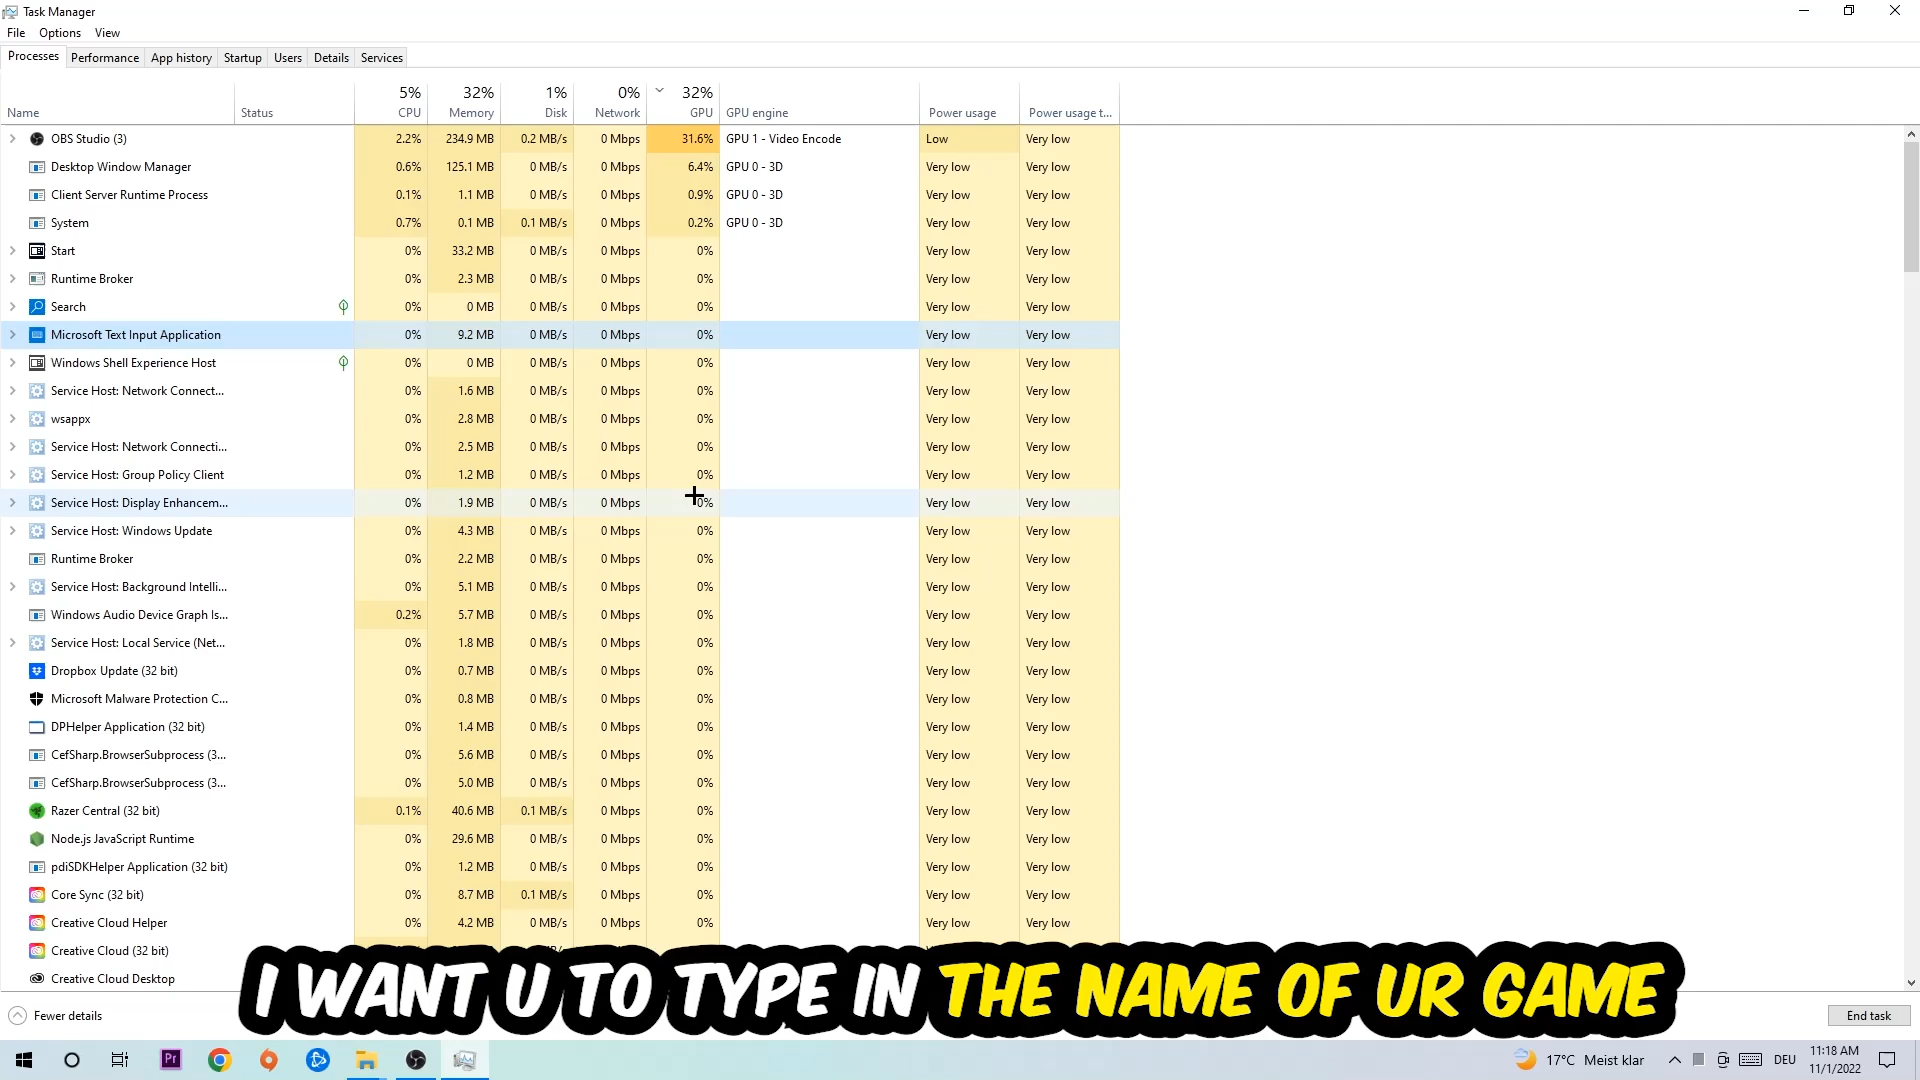 Task Manager
File Options View
Processes Performance App history Startup Users Details Services
5% 32% 1% 0% 32%
Name Status CPU Memory Disk Network GPU GPU engine Power usage Power usage t...
OBS Studio (3) 2.2% 234.9 MB 0.2 MB/s 0 Mbps 31.6% GPU 1 - Video Encode Low Very low
Desktop Window Manager 0.6% 125.1 MB 0 MB/s 0 Mbps 6.4% GPU 0 - 3D Very low Very low
Client Server Runtime Process 0.1% 1.1 MB 0 MB/s 0 Mbps 0.9% GPU 0 - 3D Very low Very low
System 0.7% 0.1 MB 0.1 MB/s 0 Mbps 0.2% GPU 0 - 3D Very low Very low
Start 0% 33.2 MB 0 MB/s 0 Mbps 0% Very low Very low
Runtime Broker 0% 2.3 MB 0 MB/s 0 Mbps 0% Very low Very low
Search 0% 0 MB 0 MB/s 0 Mbps 0% Very low Very low
Microsoft Text Input Application 0% 9.2 MB 0 MB/s 0 Mbps 0% Very low Very low
Windows Shell Experience Host 0% 0 MB 0 MB/s 0 Mbps 0% Very low Very low
Service Host: Network Connect... 0% 1.6 MB 0 MB/s 0 Mbps 0% Very low Very low
wsappx 0% 2.8 MB 0 MB/s 0 Mbps 0% Very low Very low
Service Host: Network Connecti... 0% 2.5 MB 0 MB/s 0 Mbps 0% Very low Very low
Service Host: Group Policy Client 0% 1.2 MB 0 MB/s 0 Mbps 0% Very low Very low
Service Host: Display Enhancem... 0% 1.9 MB 0 MB/s 0 Mbps 0% Very low Very low
Service Host: Windows Update 0% 4.3 MB 0 MB/s 0 Mbps 0% Very low Very low
Runtime Broker 0% 2.2 MB 0 MB/s 0 Mbps 0% Very low Very low
Service Host: Background Intelli... 0% 5.1 MB 0 MB/s 0 Mbps 0% Very low Very low
Windows Audio Device Graph Is... 0.2% 5.7 MB 0 MB/s 0 Mbps 0% Very low Very low
Service Host: Local Service (Net... 0% 1.8 MB 0 MB/s 0 Mbps 0% Very low Very low
Dropbox Update (32 bit) 0% 0.7 MB 0 MB/s 0 Mbps 0% Very low Very low
Microsoft Malware Protection C... 0% 0.8 MB 0 MB/s 0 Mbps 0% Very low Very low
DPHelper Application (32 bit) 0% 1.4 MB 0 MB/s 0 Mbps 0% Very low Very low
CefSharp.BrowserSubprocess (3... 0% 5.6 MB 0 MB/s 0 Mbps 0% Very low Very low
CefSharp.BrowserSubprocess (3... 0% 5.0 MB 0 MB/s 0 Mbps 0% Very low Very low
Razer Central (32 bit) 0.1% 40.6 MB 0.1 MB/s 0 Mbps 0% Very low Very low
Node.js JavaScript Runtime 0% 29.6 MB 0 MB/s 0 Mbps 0% Very low Very low
pdiSDKHelper Application (32 bit) 0% 1.2 MB 0 MB/s 0 Mbps 0% Very low Very low
Core Sync (32 bit) 0% 8.7 MB 0.1 MB/s 0 Mbps 0% Very low Very low
Creative Cloud Helper 0% 4.2 MB 0 MB/s 0 Mbps 0% Very low Very low
Creative Cloud (32 bit)
Creative Cloud Desktop
I WANT U TO TYPE IN THE NAME OF UR GAME
Fewer details End task
Pr 17°C Meist klar DEU 11:18 AM
11/1/2022